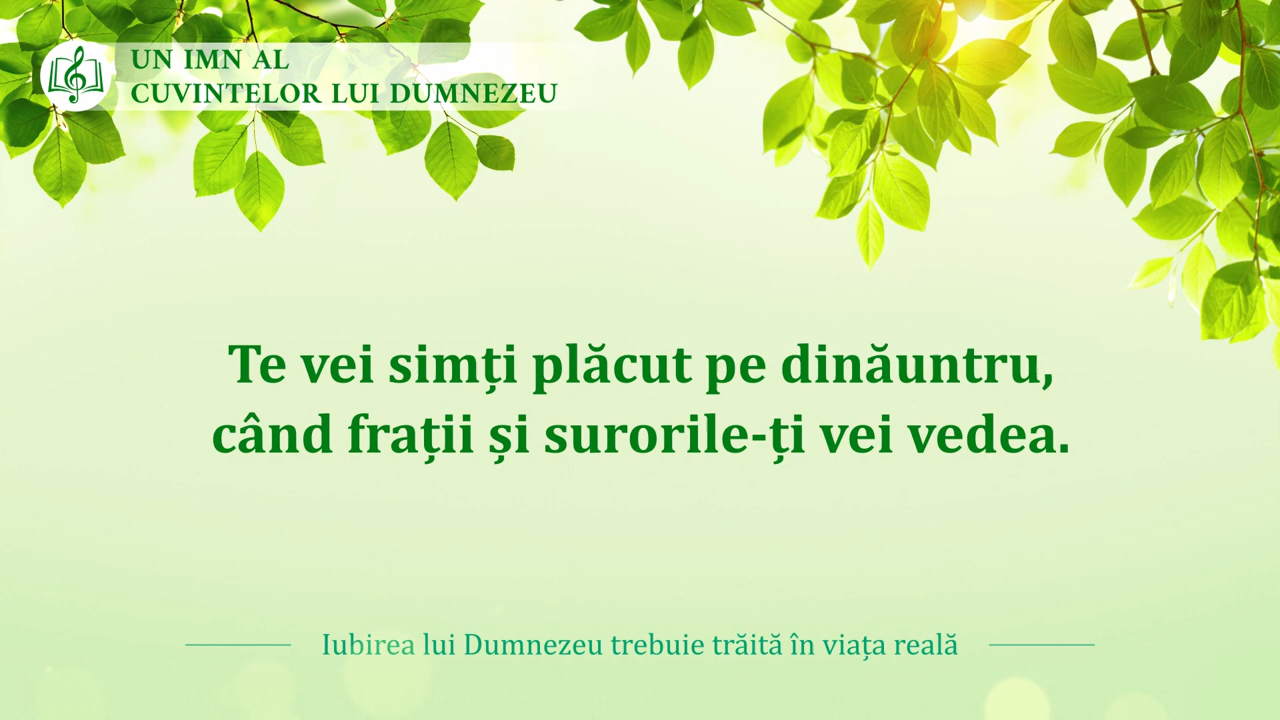 UN IMN AL
CUVINTELOR LUI DUMNEZEU
Te vei simți plăcut pe dinăuntru,
când frații și surorile-ți vei vedea.
Iubirea lui Dumnezeu trebuie trăită în viața reală